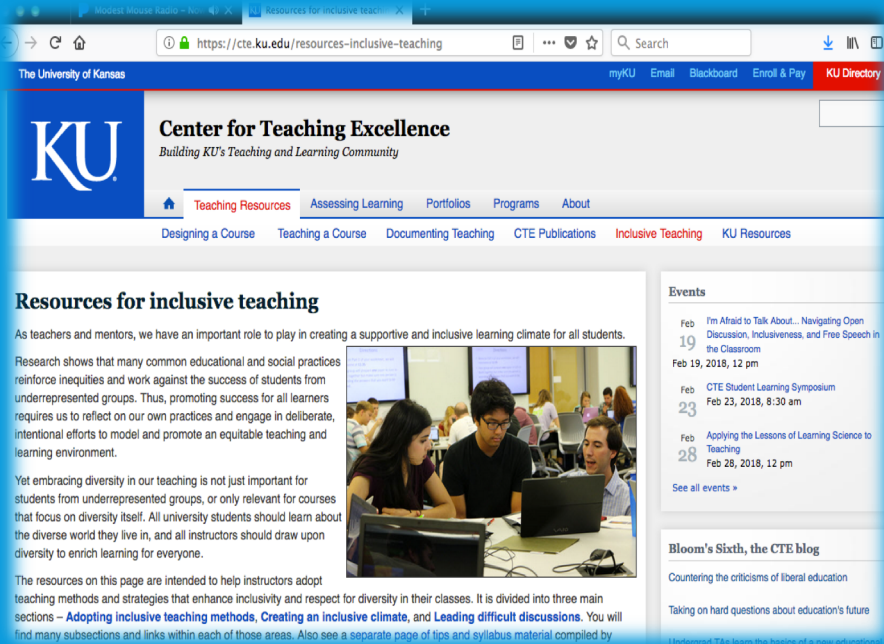 Modest Mouse Radio – Nov
Resources for inclusive teach
https://cte.ku.edu/resources-inclusive-teaching
Search
The University of Kansas
myKU Email Blackboard Enroll & Pay KU Directory
KU
Center for Teaching Excellence
Building KU's Teaching and Learning Community
Teaching Resources Assessing Learning Portfolios Programs About
Designing a Course Teaching a Course Documenting Teaching CTE Publications Inclusive Teaching KU Resources
Resources for inclusive teaching
As teachers and mentors, we have an important role to play in creating a supportive and inclusive learning climate for all students.
Research shows that many common educational and social practices
reinforce inequities and work against the success of students from
underrepresented groups. Thus, promoting success for all learners
requires us to reflect on our own practices and engage in deliberate,
intentional efforts to model and promote an equitable teaching and
learning environment.
Yet embracing diversity in our teaching is not just important for
students from underrepresented groups, or only relevant for courses
that focus on diversity itself. All university students should learn about
the diverse world they live in, and all instructors should draw upon
diversity to enrich learning for everyone.
The resources on this page are intended to help instructors adopt
teaching methods and strategies that enhance inclusivity and respect for diversity in their classes. It is divided into three main
sections – Adopting inclusive teaching methods, Creating an inclusive climate, and Leading difficult discussions. You will
find many subsections and links within each of those areas. Also see a separate page of tips and syllabus material compiled by
Events
Feb
19
I'm Afraid to Talk About... Navigating Open
Discussion, Inclusiveness, and Free Speech in
the Classroom
Feb 19, 2018, 12 pm
Feb
23
CTE Student Learning Symposium
Feb 23, 2018, 8:30 am
Feb
28
Applying the Lessons of Learning Science to
Teaching
Feb 28, 2018, 12 pm
See all events »
Bloom's Sixth, the CTE blog
Countering the criticisms of liberal education
Taking on hard questions about education's future
Undergrad TAs learn the basics of a new educational